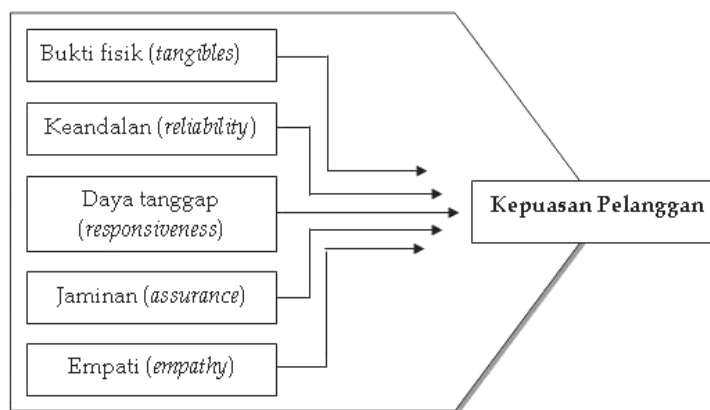 Bukti fisik (tangibles)
Keandalan (reliability)
Daya tanggap
(responsiveness)
Jaminan (assurance)
Empati (empathy)
Kepuasan Pelanggan